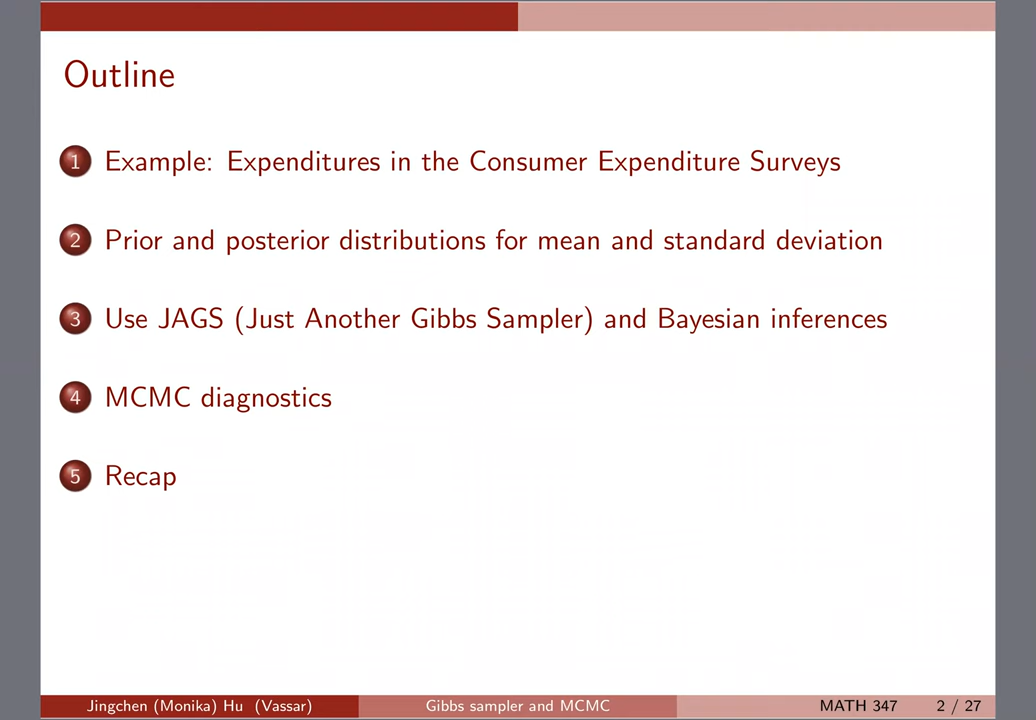 Outline
1 Example: Expenditures in the Consumer Expenditure Surveys
2 Prior and posterior distributions for mean and standard deviation
3 Use JAGS (Just Another Gibbs Sampler) and Bayesian inferences
4 MCMC diagnostics
5 Recap
Jingchen (Monika) Hu (Vassar) Gibbs sampler and MCMC MATH 347 2 / 27